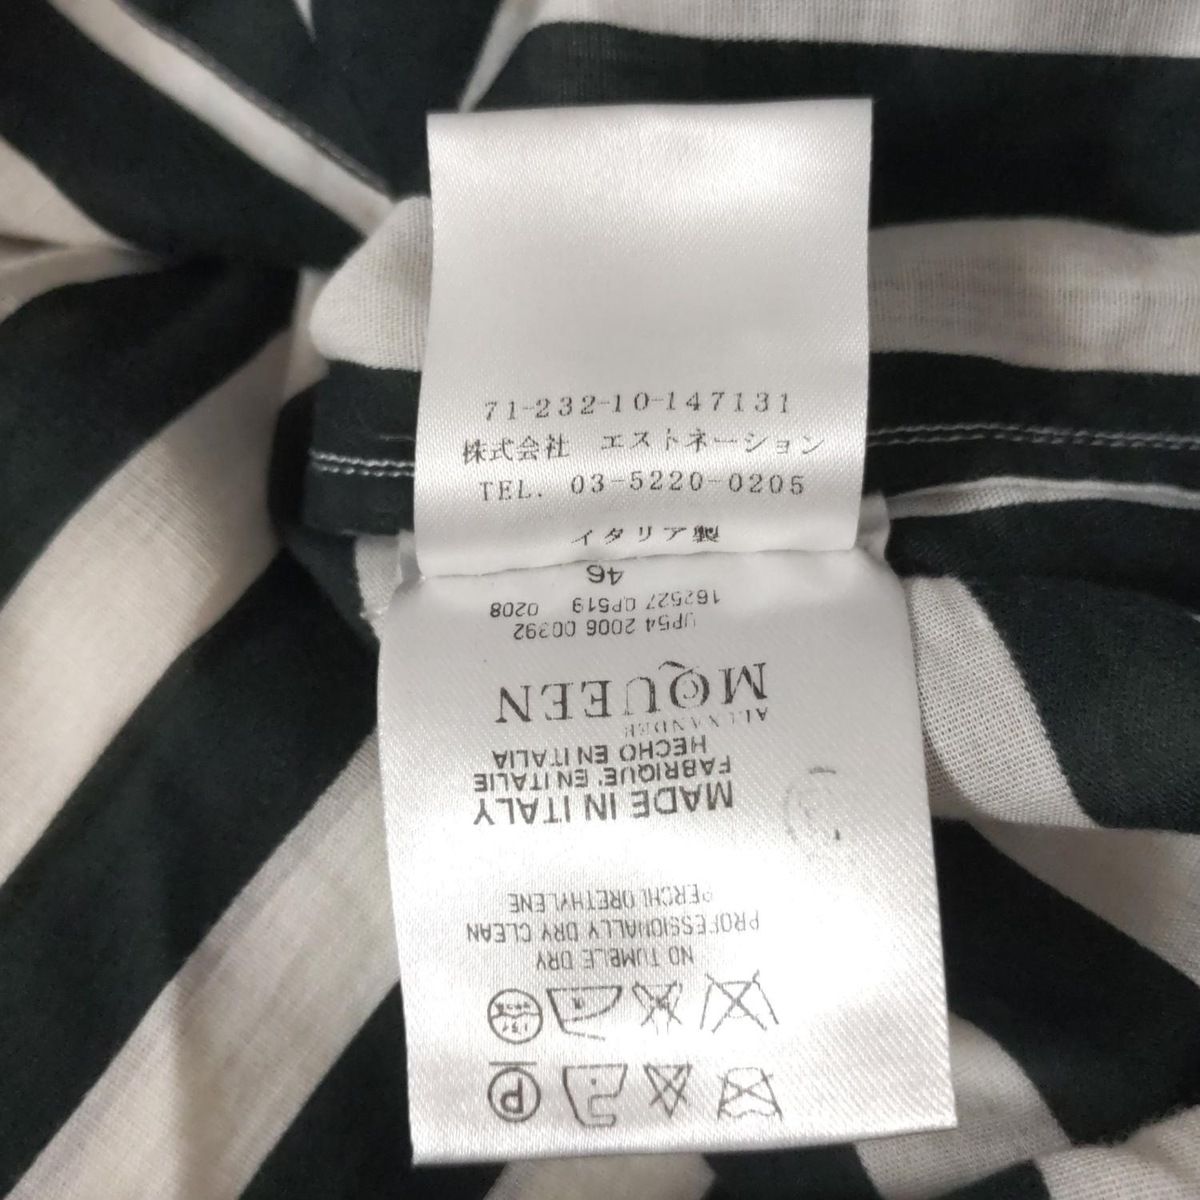 71-232-10-147131
株式会社 エストネーション
TEL. 03-5220-0205
イタリア製
46
162527 QP519 0208
UP54 2006 00392
ALEXANDER
MQUEEN
HECHO EN ITALIA
FABRIQUE' EN ITALIE
MADE IN ITALY
PERCHLORETHYLENE
PROFESSIONALLY DRY CLEAN
NO TUMBLE DRY
P